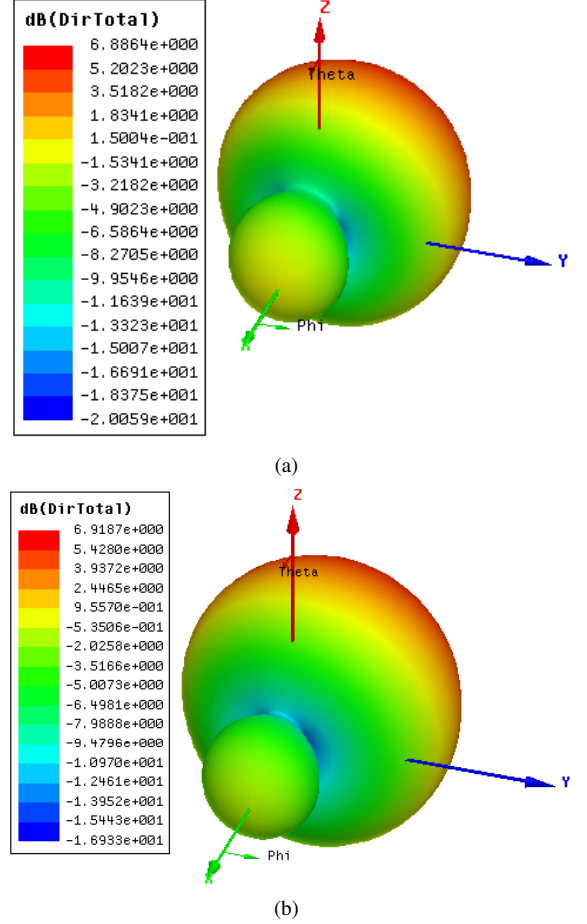 dB(DirTotal)
6.8864e+000
5.2023e+000
3.5182e+000
1.8341e+000
1.5004e-001
-1.5341e+000
-3.2182e+000
-4.9023e+000
-6.5864e+000
-8.2705e+000
-9.9546e+000
-1.1639e+001
-1.3323e+001
-1.5007e+001
-1.6691e+001
-1.8375e+001
-2.0059e+001
Z
Theta
Y
Phi
X
(a)
dB(DirTotal)
6.9187e+000
5.4280e+000
3.9372e+000
2.4465e+000
9.5570e-001
-5.3506e-001
-2.0258e+000
-3.5166e+000
-5.0073e+000
-6.4981e+000
-7.9888e+000
-9.4796e+000
-1.0970e+001
-1.2461e+001
-1.3952e+001
-1.5443e+001
-1.6933e+001
Z
Theta
Y
Phi
X
(b)